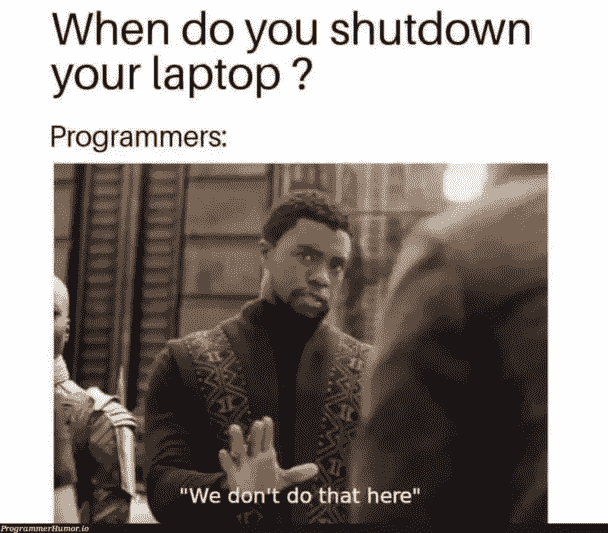 When do you shutdown
your laptop ?
Programmers:
"We don't do that here"
ProgrammerHumor.io